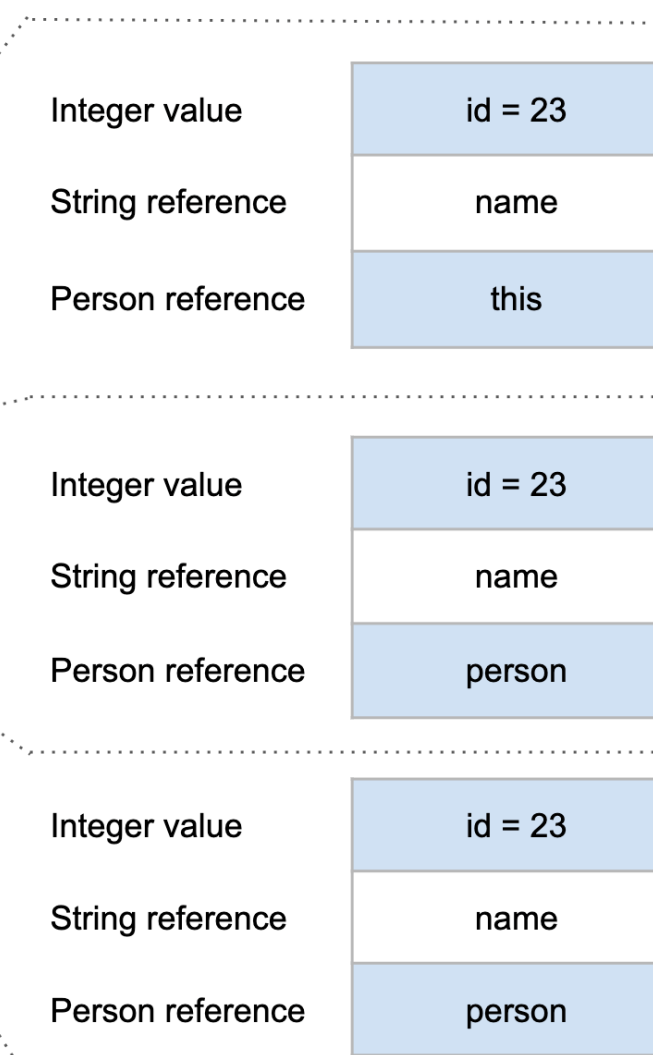 Integer value id = 23
String reference name
Person reference this
Integer value id = 23
String reference name
Person reference person
Integer value id = 23
String reference name
Person reference person